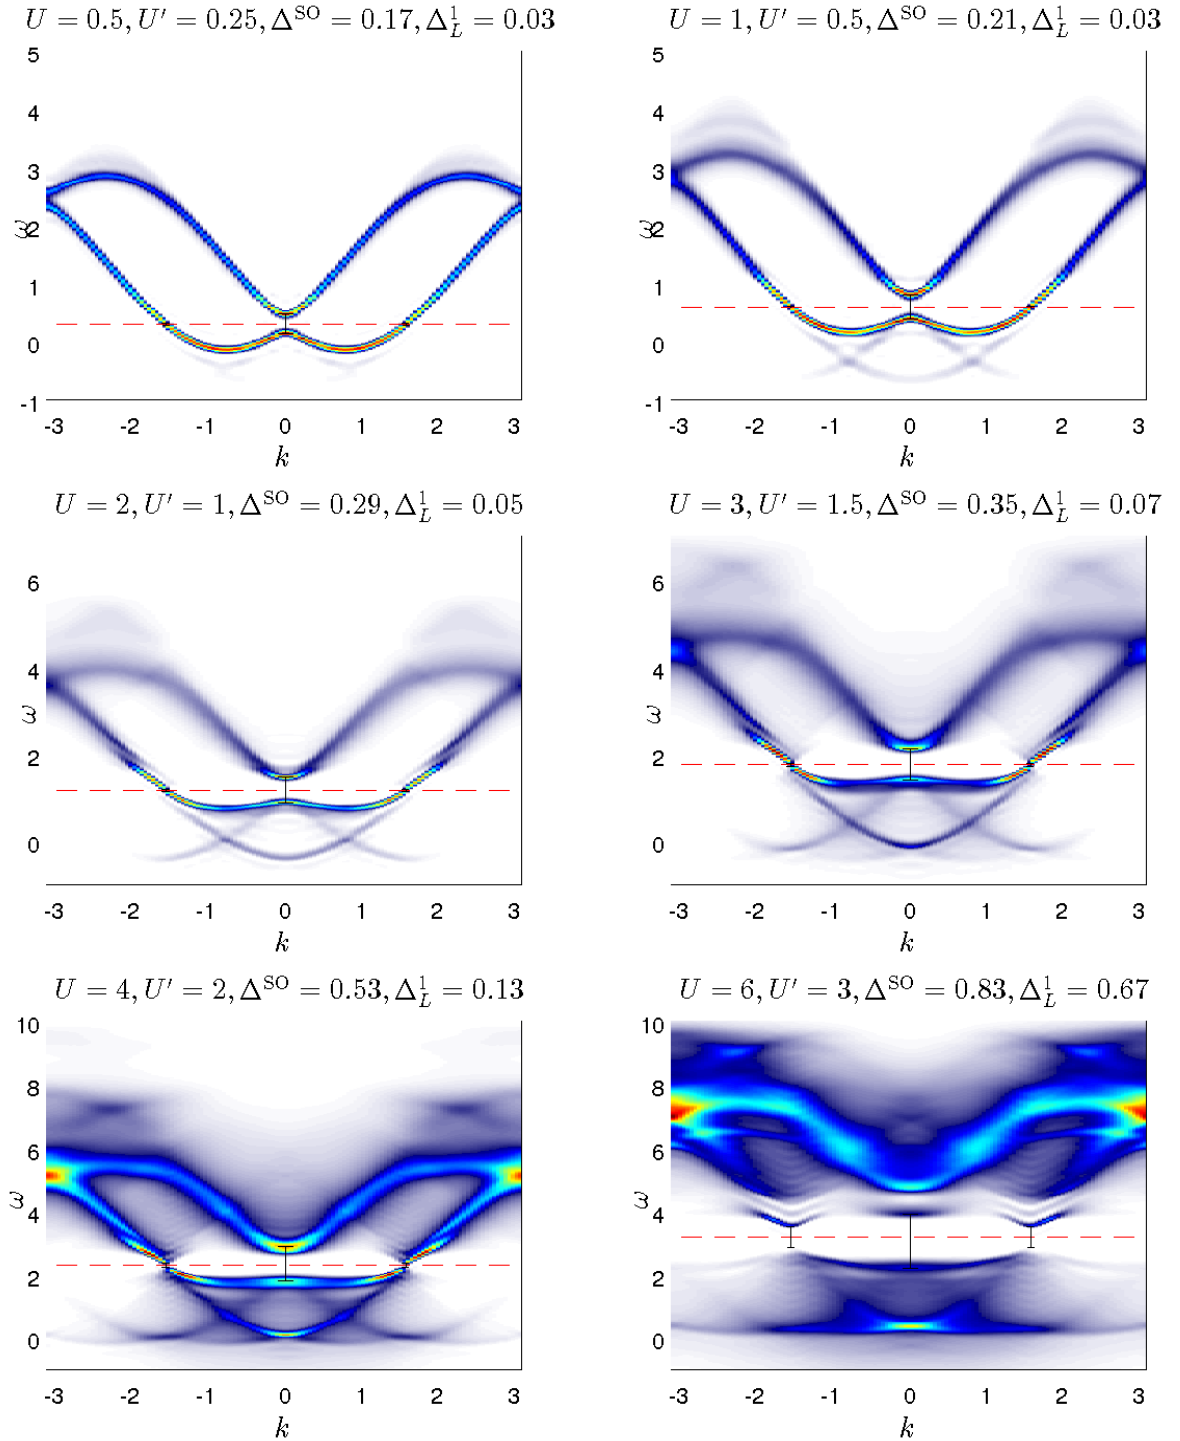 U = 0.5, U′ = 0.25, Δ^SO = 0.17, Δ_L^1 = 0.03
5
4
3
2
1
0
-1
ω
-3 -2 -1 0 1 2 3
k
U = 1, U′ = 0.5, Δ^SO = 0.21, Δ_L^1 = 0.03
5
4
3
2
1
0
-1
ω
-3 -2 -1 0 1 2 3
k
U = 2, U′ = 1, Δ^SO = 0.29, Δ_L^1 = 0.05
6
4
3
2
0
ω
-3 -2 -1 0 1 2 3
k
U = 3, U′ = 1.5, Δ^SO = 0.35, Δ_L^1 = 0.07
6
4
3
2
0
ω
-3 -2 -1 0 1 2 3
k
U = 4, U′ = 2, Δ^SO = 0.53, Δ_L^1 = 0.13
10
8
6
4
2
0
ω
-3 -2 -1 0 1 2 3
k
U = 6, U′ = 3, Δ^SO = 0.83, Δ_L^1 = 0.67
10
8
6
4
2
0
ω
-3 -2 -1 0 1 2 3
k